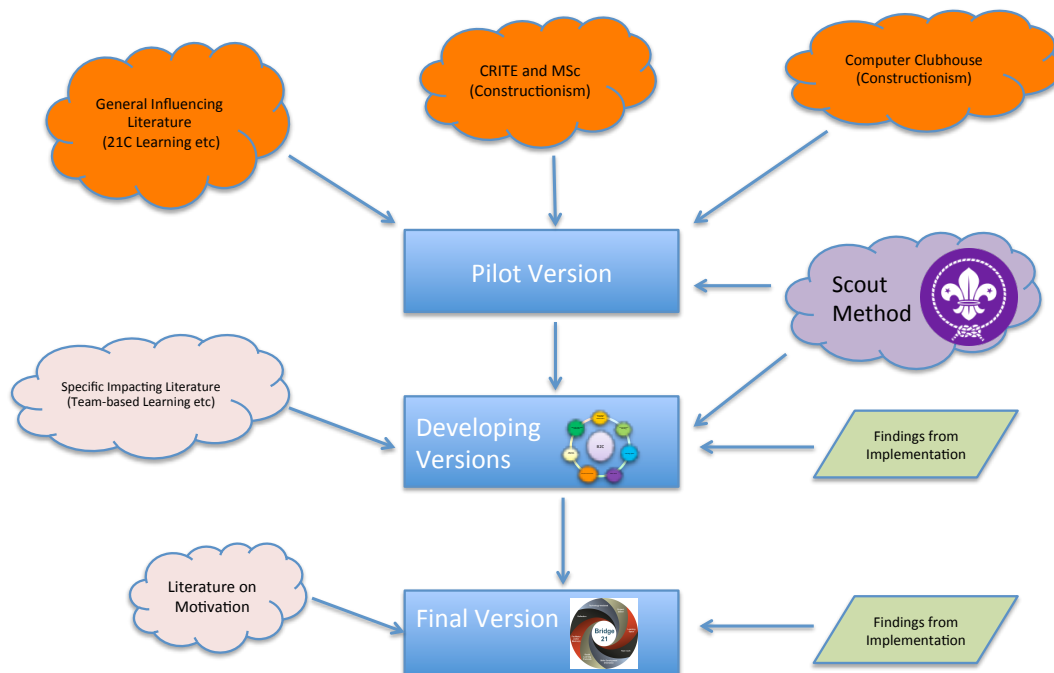 General Influencing
Literature
(21C Learning etc)
CRITE and MSc
(Constructionism)
Computer Clubhouse
(Constructionism)
Pilot Version
Scout
Method
Specific Impacting Literature
(Team-based Learning etc)
Developing
Versions
Findings from
Implementation
Literature on
Motivation
Final Version
Bridge
21
Findings from
Implementation